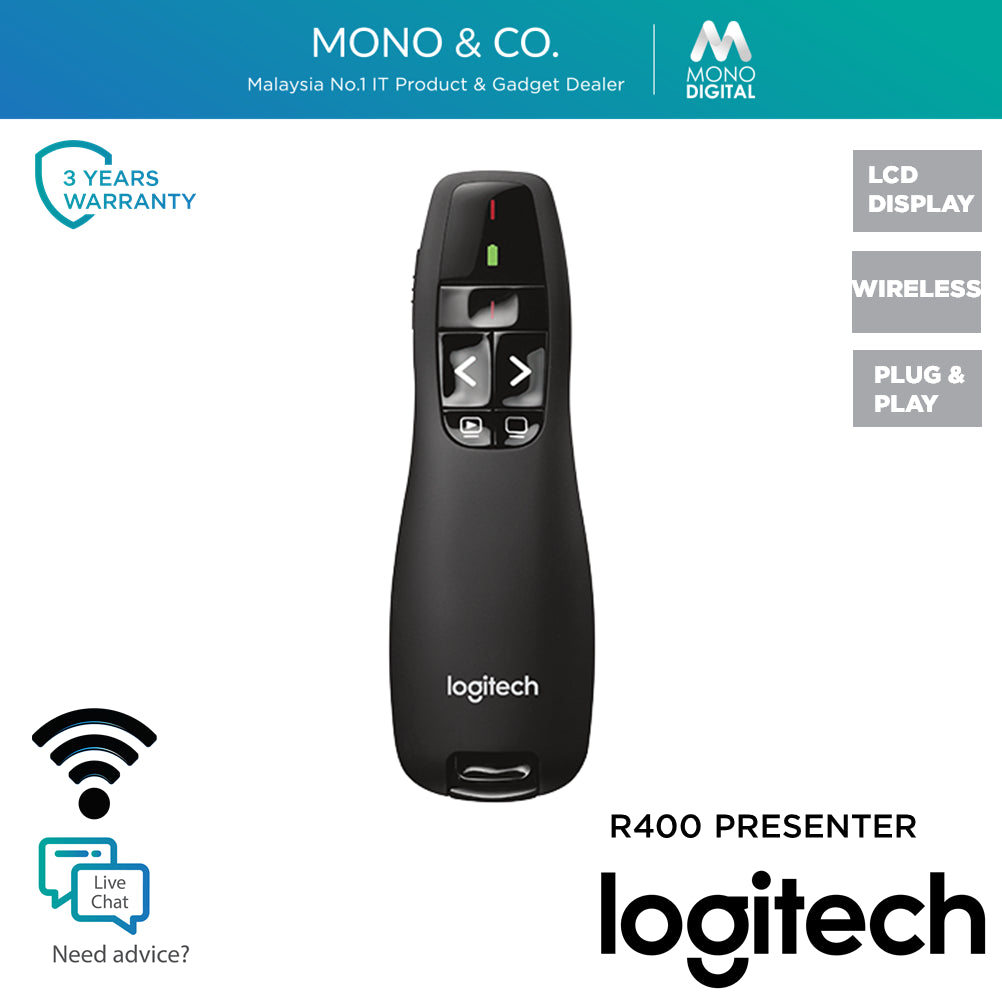 MONO & CO.
Malaysia No.1 IT Product & Gadget Dealer
MONO
DIGITAL
3 YEARS
WARRANTY
LCD
DISPLAY
WIRELESS
PLUG &
PLAY
logitech
Live
Chat
Need advice?
R400 PRESENTER
logitech